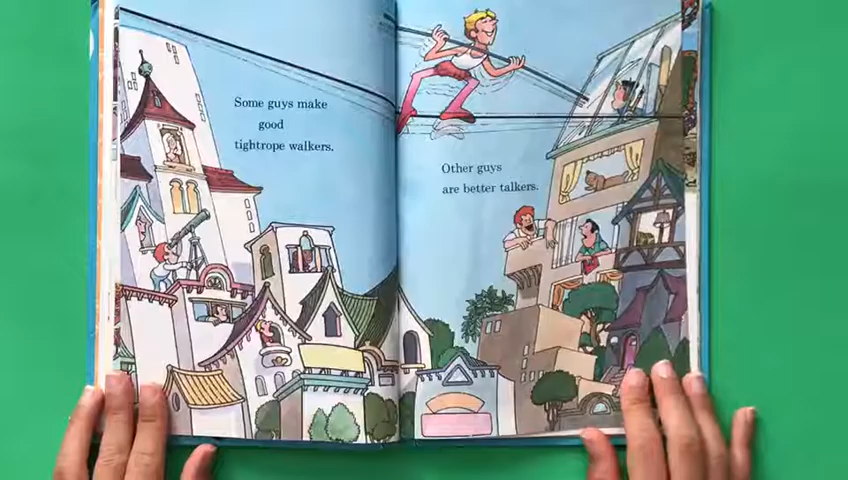 Some guys make
good
tightrope walkers.
Other guys
are better talkers.